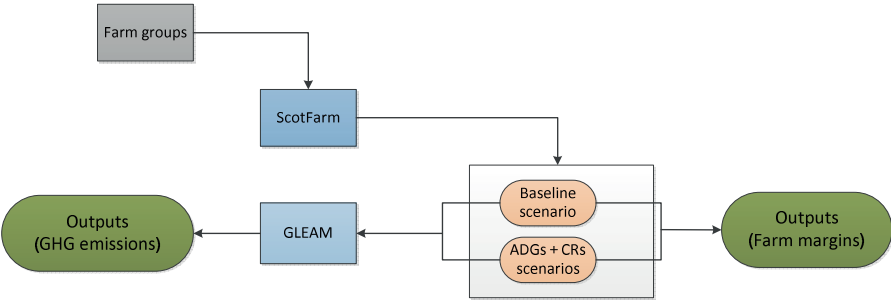 Farm groups
ScotFarm
Baseline
scenario
Outputs
(GHG emissions)
GLEAM
ADGs + CRs
scenarios
Outputs
(Farm margins)